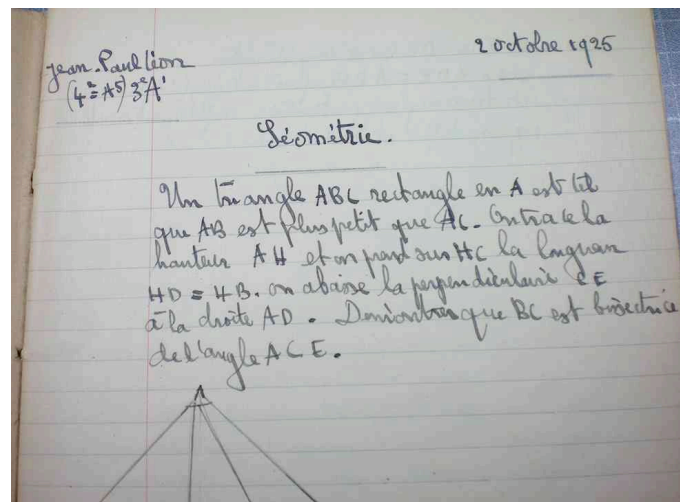 Jean-Paul Léon
2 octobre 1925
(4e = A5) 3e A'
Géométrie.
Un triangle ABC rectangle en A est tel
que AB est plus petit que AC. On trace la
hauteur AH et on prend sur HC la longueur
HD = HB. on abaisse la perpendiculaire CE
à la droite AD. Démontrer que BC est bissectrice
de l'angle ACE.
A